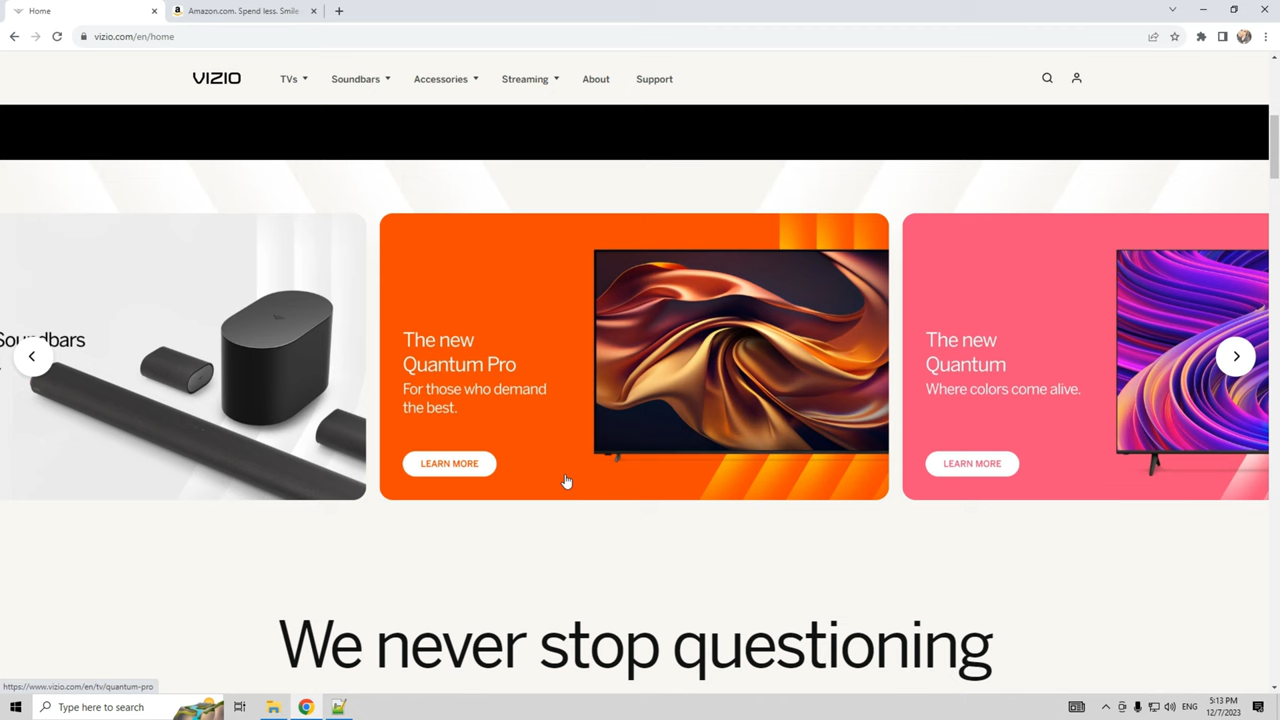 Home
Amazon.com. Spend less. Smile
vizio.com/en/home
VIZIO
TVs
Soundbars
Accessories
Streaming
About
Support
Soundbars
The new
Quantum Pro
For those who demand
the best.
LEARN MORE
The new
Quantum
Where colors come alive.
LEARN MORE
We never stop questioning
https://www.vizio.com/en/tv/quantum-pro
Type here to search
ENG
5:13 PM
12/7/2023